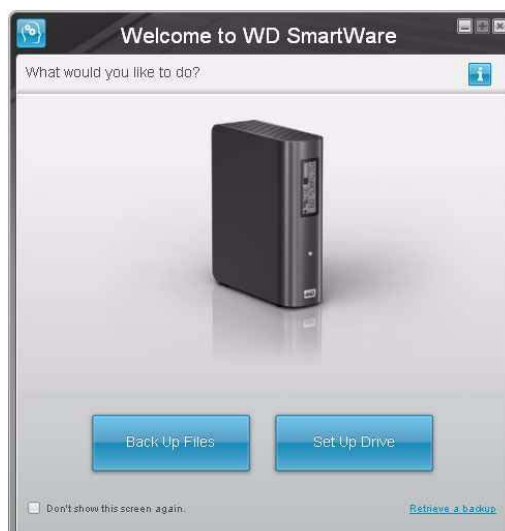 Welcome to WD SmartWare
What would you like to do?
Back Up Files
Set Up Drive
Don't show this screen again.
Retrieve a backup